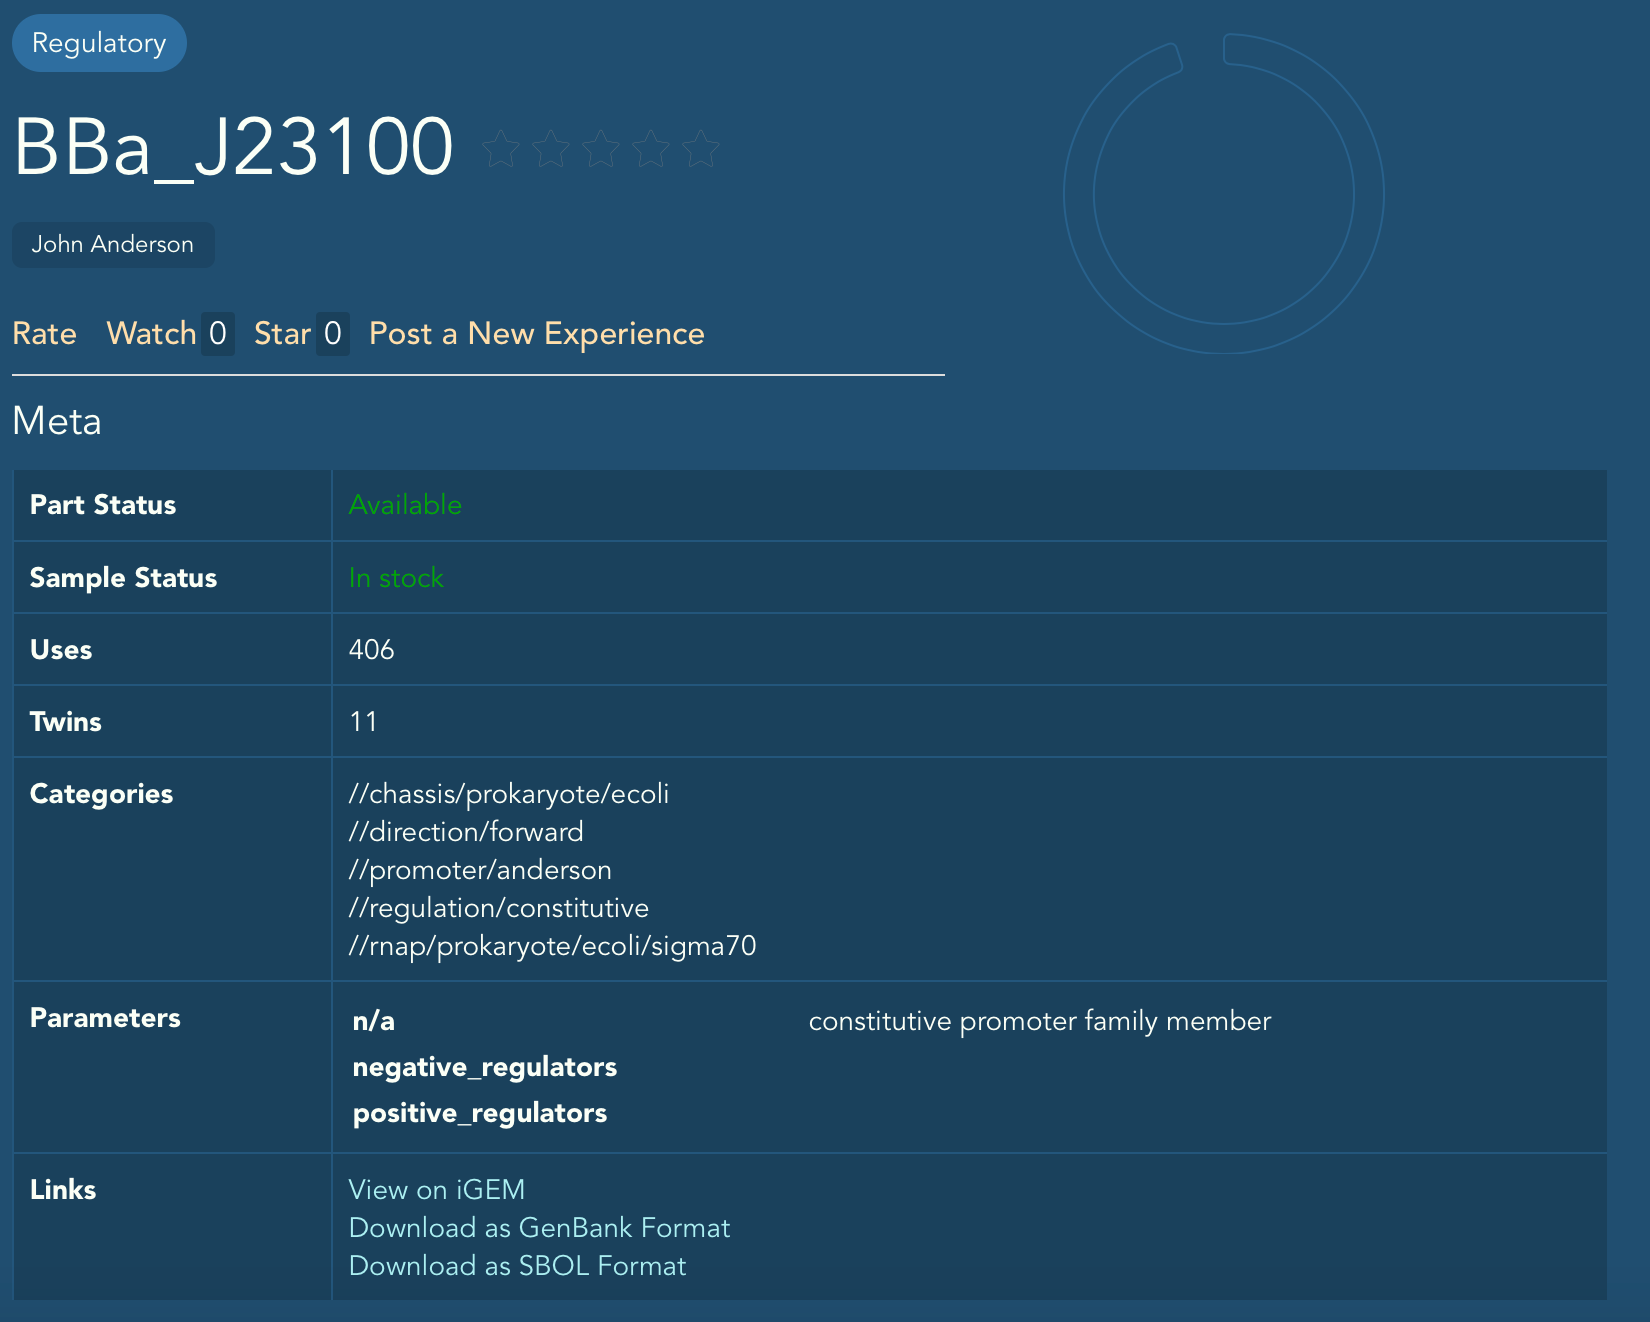 Regulatory
BBa_J23100
John Anderson
Rate Watch 0 Star 0 Post a New Experience
Meta
Part Status Available
Sample Status In stock
Uses 406
Twins 11
Categories //chassis/prokaryote/ecoli
//direction/forward
//promoter/anderson
//regulation/constitutive
//rnap/prokaryote/ecoli/sigma70
Parameters n/a constitutive promoter family member
negative_regulators
positive_regulators
Links View on iGEM
Download as GenBank Format
Download as SBOL Format